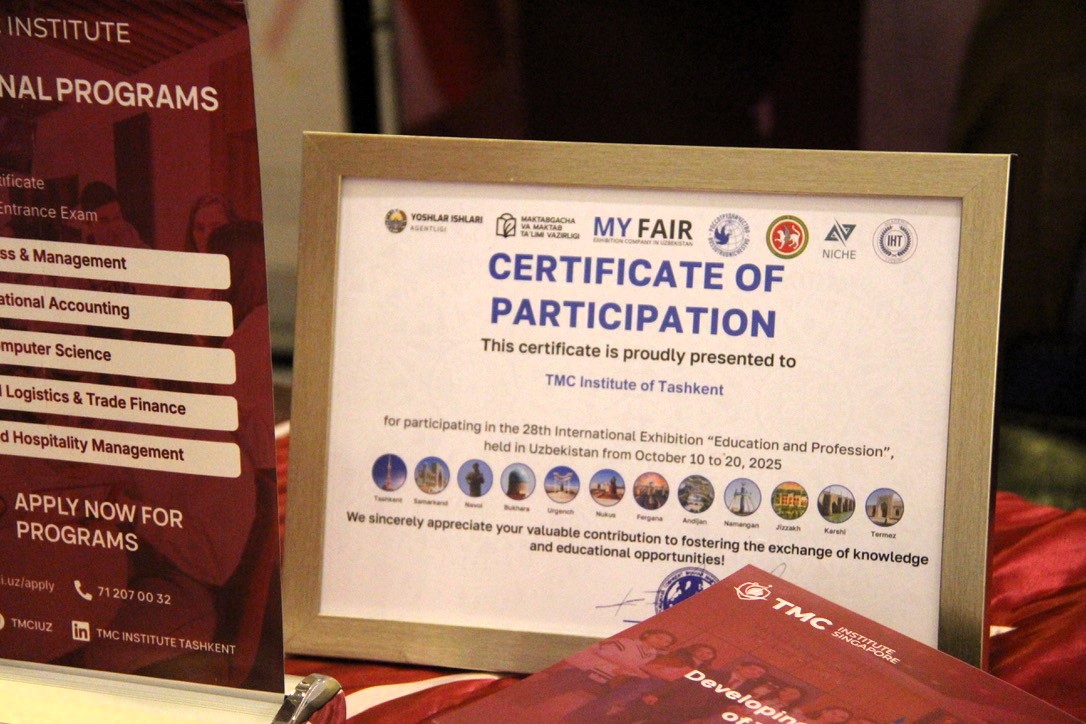 INSTITUTE
NAL PROGRAMS
Entrance Exam
ss & Management
ational Accounting
mputer Science
Logistics & Trade Finance
d Hospitality Management
APPLY NOW FOR
PROGRAMS
i.uz/apply
71 207 00 32
TMCIUZ
TMC INSTITUTE TASHKENT
YOSHLAR ISHLARI
AGENTLIGI
MAKTABGACHA
VA MAKTAB
TA'LIMI VAZIRLIGI
MY FAIR
EXHIBITION COMPANY IN UZBEKISTAN
NICHE
IHT
CERTIFICATE OF
PARTICIPATION
This certificate is proudly presented to
TMC Institute of Tashkent
for participating in the 28th International Exhibition “Education and Profession”,
held in Uzbekistan from October 10 to 20, 2025
Tashkent Samarkand Navoi Bukhara Urgench Nukus Fergana Andijan Namangan Jizzakh Karshi Termez
We sincerely appreciate your valuable contribution to fostering the exchange of knowledge
and educational opportunities!
TMC INSTITUTE
SINGAPORE
Developing
of